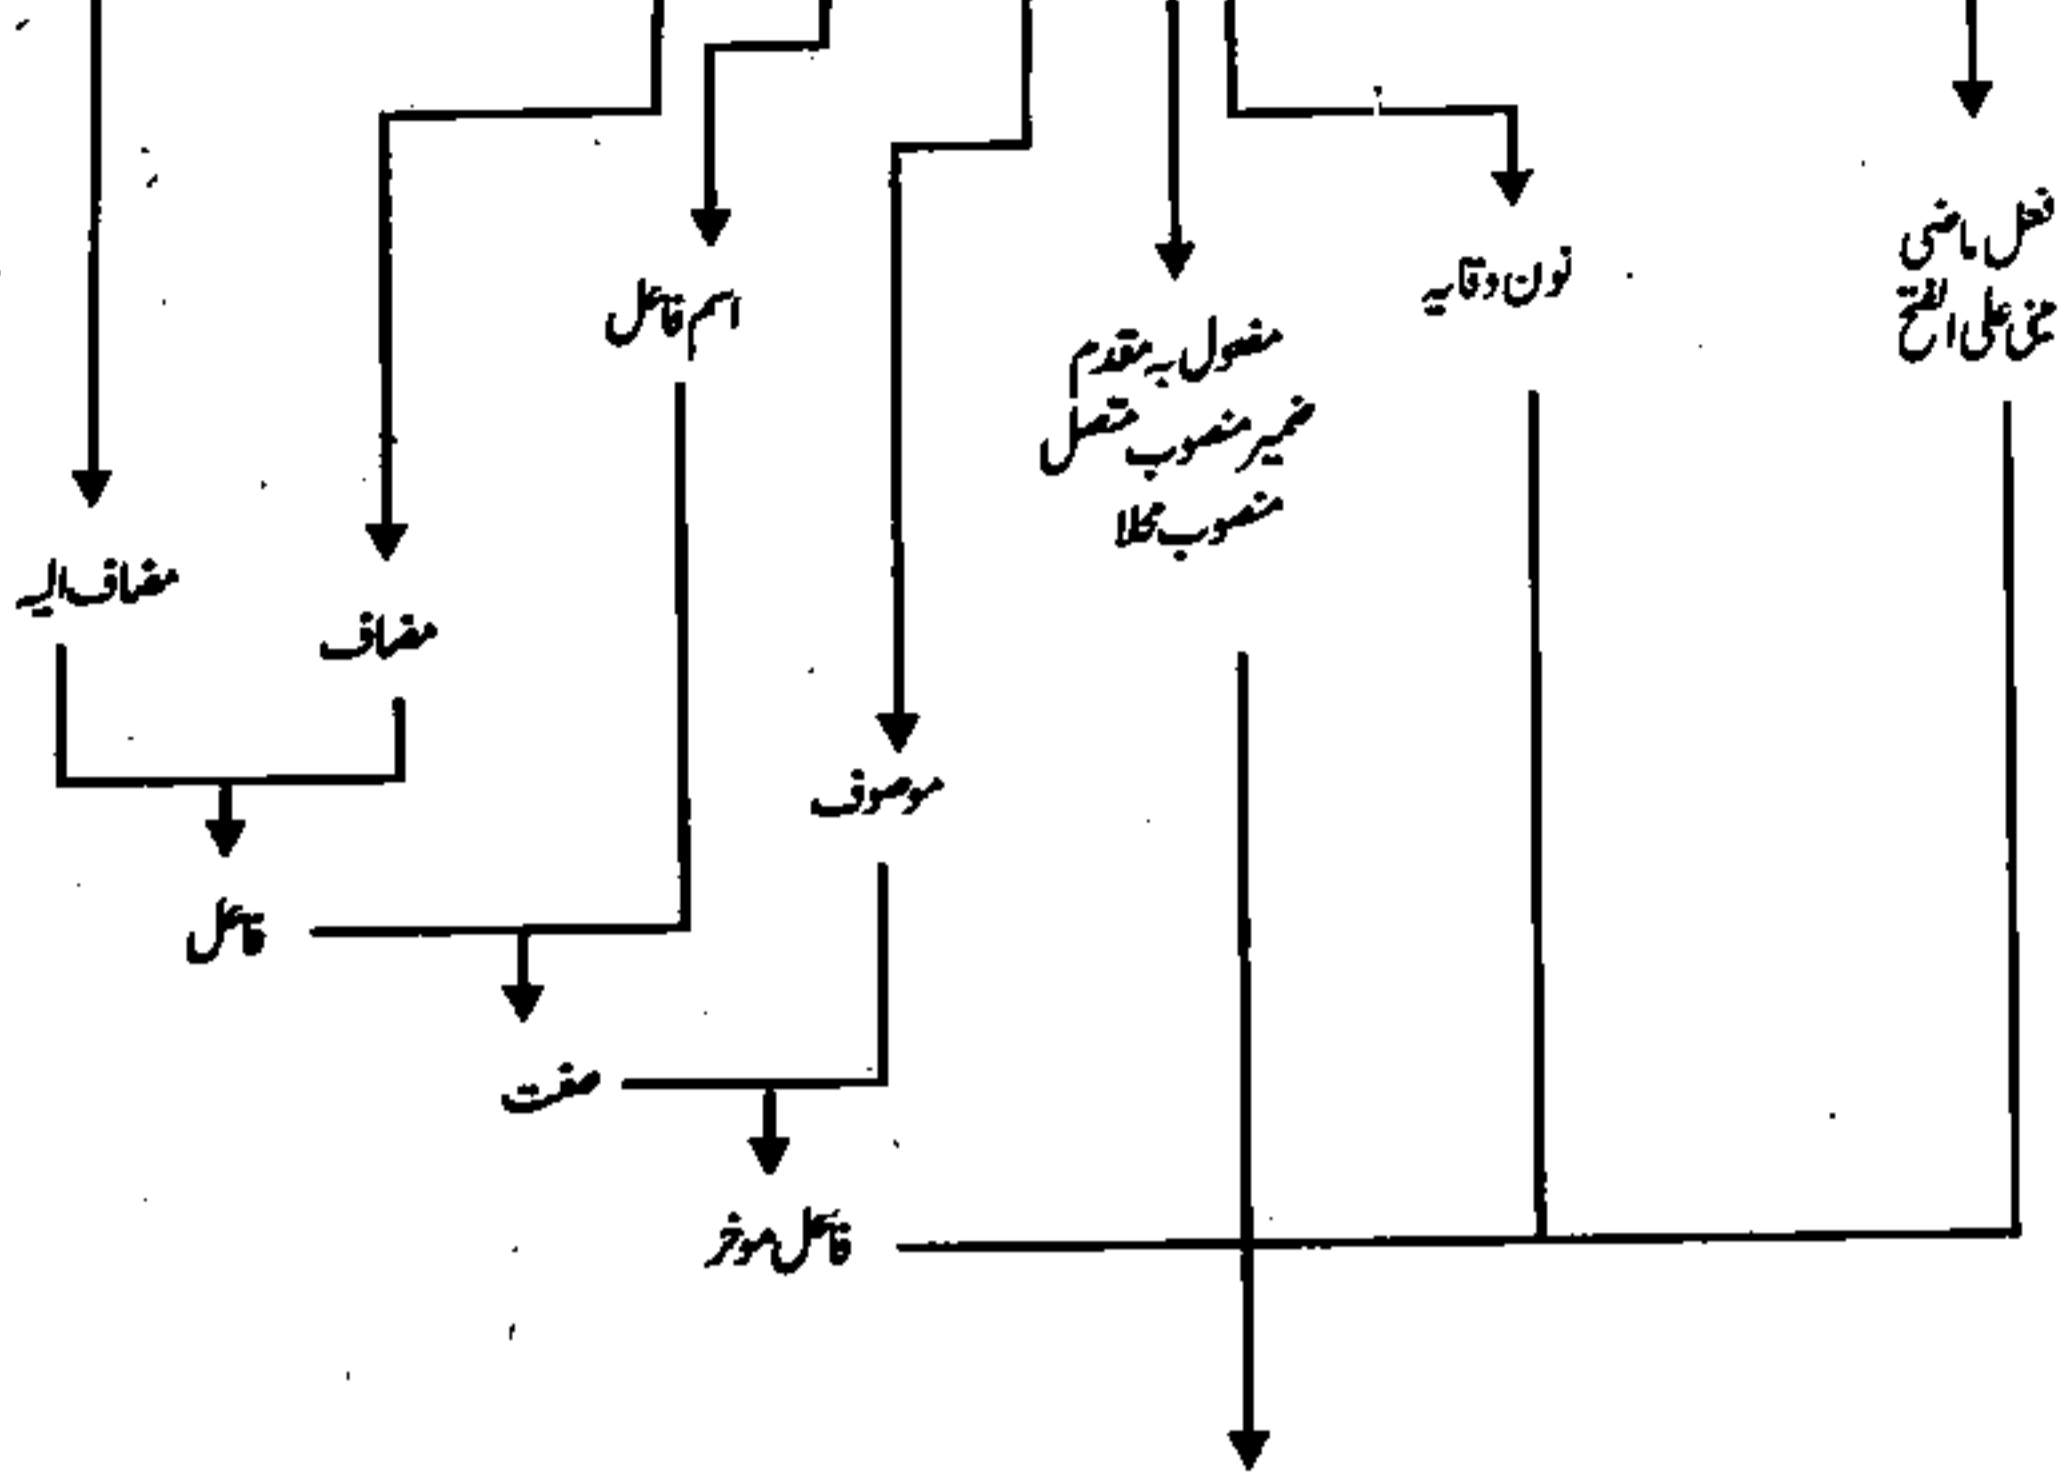 فعل ماضی
مبنی علی الفتح
نون وقایہ
مفعول بہ مقدم
ضمیر منصوب متصل
منصوب محلا
اسم فاعل
مضاف الیہ
مضاف
موصوف
فاعل
صفت
فاعل موخر